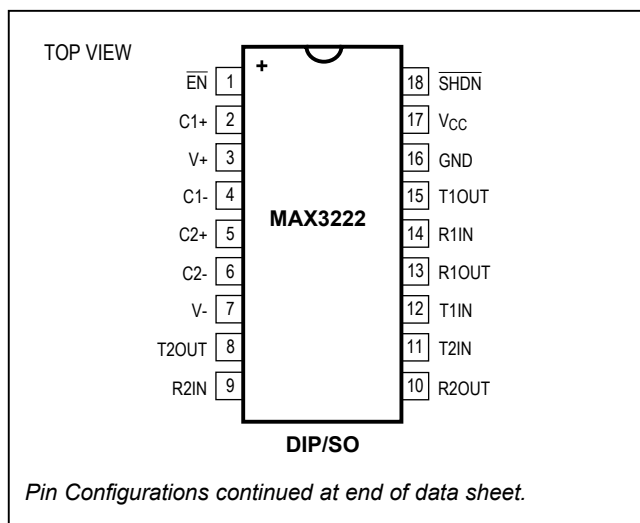 TOP VIEW
+
E̅N̅ 1
C1+ 2
V+ 3
C1- 4
C2+ 5
C2- 6
V- 7
T2OUT 8
R2IN 9
MAX3222
18 S̅H̅D̅N̅
17 VCC
16 GND
15 T1OUT
14 R1IN
13 R1OUT
12 T1IN
11 T2IN
10 R2OUT
DIP/SO
Pin Configurations continued at end of data sheet.